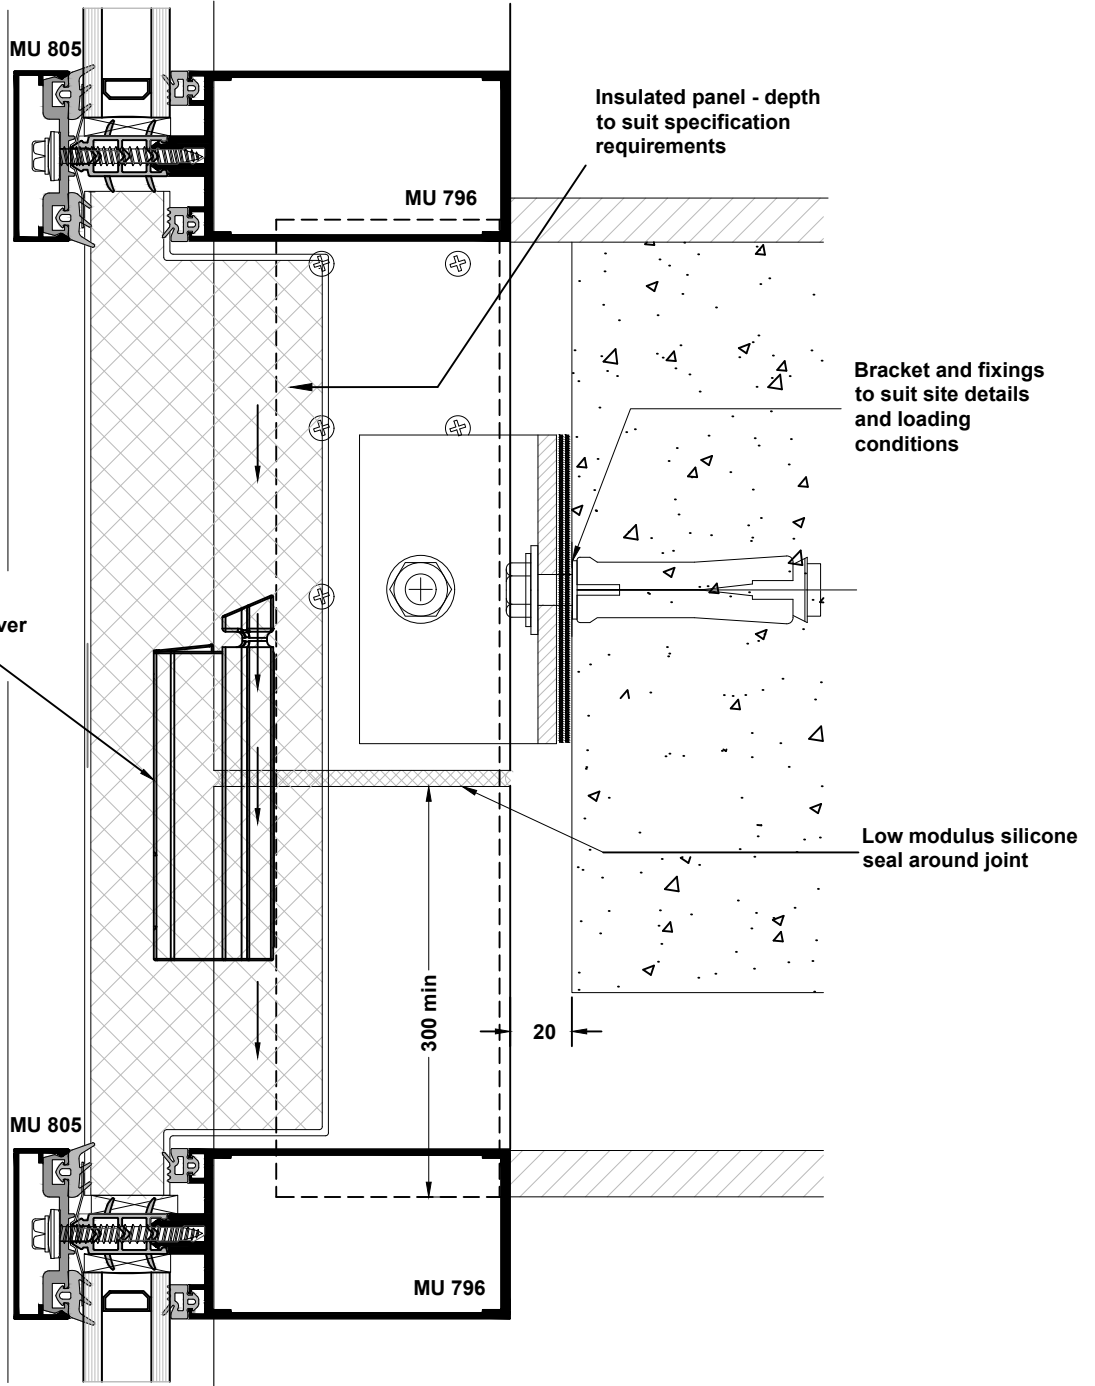 MU 805
Insulated panel - depth
to suit specification
requirements
MU 796
Bracket and fixings
to suit site details
and loading
conditions
ver
Low modulus silicone
seal around joint
300 min
20
MU 805
MU 796